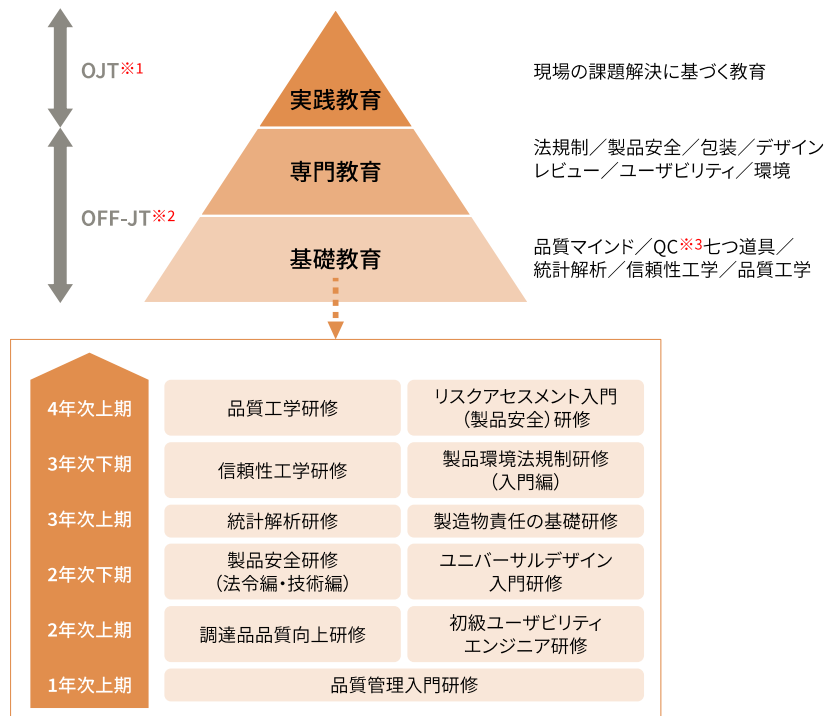 OJT※1
実践教育
現場の課題解決に基づく教育
OFF-JT※2
専門教育
法規制／製品安全／包装／デザイン
レビュー／ユーザビリティ／環境
基礎教育
品質マインド／QC※3七つ道具／
統計解析／信頼性工学／品質工学
4年次上期
品質工学研修
リスクアセスメント入門
（製品安全）研修
3年次下期
信頼性工学研修
製品環境法規制研修
（入門編）
3年次上期
統計解析研修
製造物責任の基礎研修
2年次下期
製品安全研修
（法令編・技術編）
ユニバーサルデザイン
入門研修
2年次上期
調達品品質向上研修
初級ユーザビリティ
エンジニア研修
1年次上期
品質管理入門研修